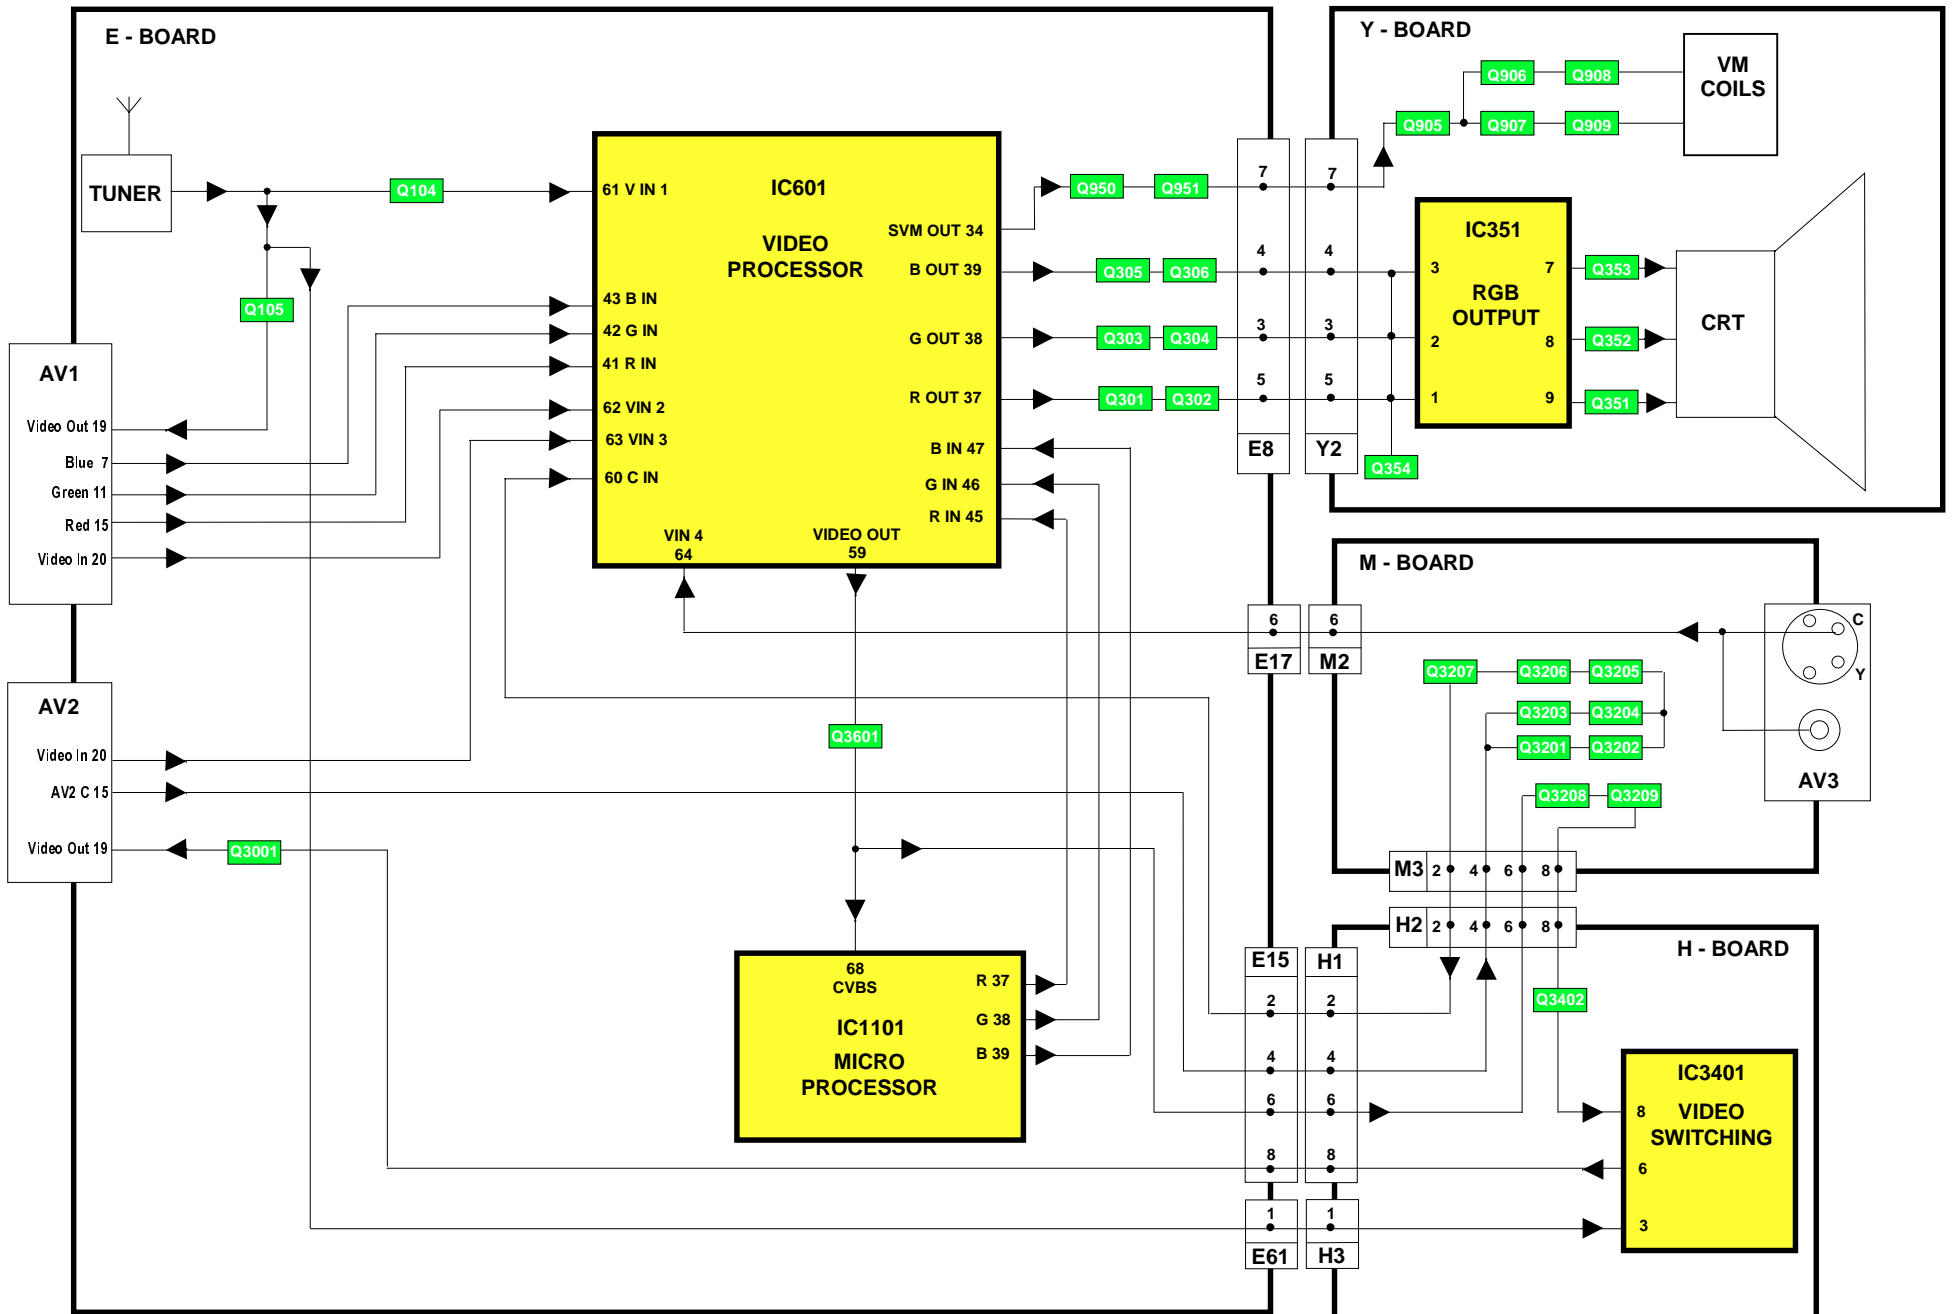 E - BOARD
TUNER
Q104
Q105
61 V IN 1
IC601
VIDEO
PROCESSOR
SVM OUT 34
B OUT 39
G OUT 38
R OUT 37
43 B IN
42 G IN
41 R IN
62 VIN 2
63 VIN 3
60 C IN
B IN 47
G IN 46
R IN 45
VIN 4
64
VIDEO OUT
59
AV1
Video Out 19
Blue 7
Green 11
Red 15
Video In 20
AV2
Video In 20
AV2 C 15
Video Out 19
Q3001
Q3601
68
CVBS
R 37
G 38
B 39
IC1101
MICRO
PROCESSOR
Q950
Q951
Q305
Q306
Q303
Q304
Q301
Q302
7
4
3
5
E8
7
4
3
5
Y2
Y - BOARD
Q906
Q908
Q905
Q907
Q909
VM
COILS
IC351
RGB
OUTPUT
3
2
1
7
8
9
Q353
Q352
Q351
Q354
CRT
M - BOARD
6
E17
6
M2
C
Y
AV3
Q3207
Q3206
Q3205
Q3203
Q3204
Q3201
Q3202
Q3208
Q3209
M3 2 4 6 8
H2 2 4 6 8
H - BOARD
E15
2
4
6
8
H1
2
4
6
8
1
E61
1
H3
Q3402
IC3401
VIDEO
SWITCHING
8
6
3